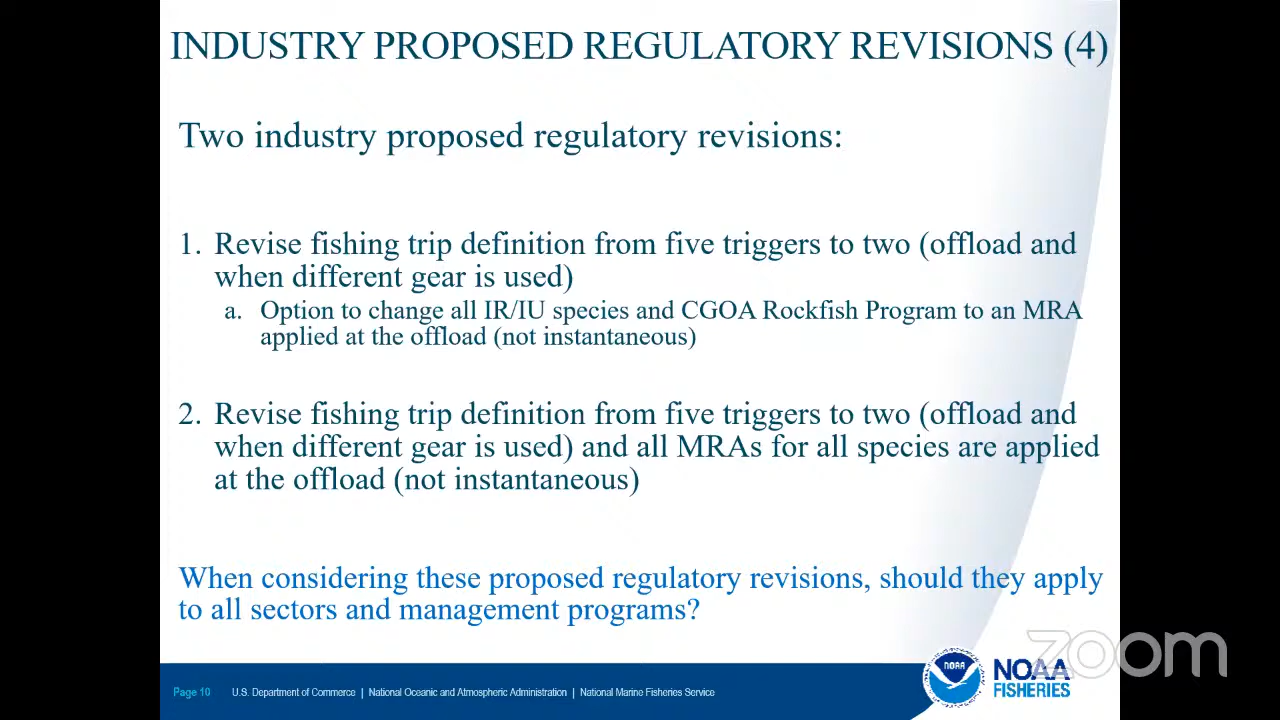 INDUSTRY PROPOSED REGULATORY REVISIONS (4)
Two industry proposed regulatory revisions:
1. Revise fishing trip definition from five triggers to two (offload and
when different gear is used)
a. Option to change all IR/IU species and CGOA Rockfish Program to an MRA
applied at the offload (not instantaneous)
2. Revise fishing trip definition from five triggers to two (offload and
when different gear is used) and all MRAs for all species are applied
at the offload (not instantaneous)
When considering these proposed regulatory revisions, should they apply
to all sectors and management programs?
zoom
Page 10 U.S. Department of Commerce | National Oceanic and Atmospheric Administration | National Marine Fisheries Service
NOAA
NOAA
FISHERIES